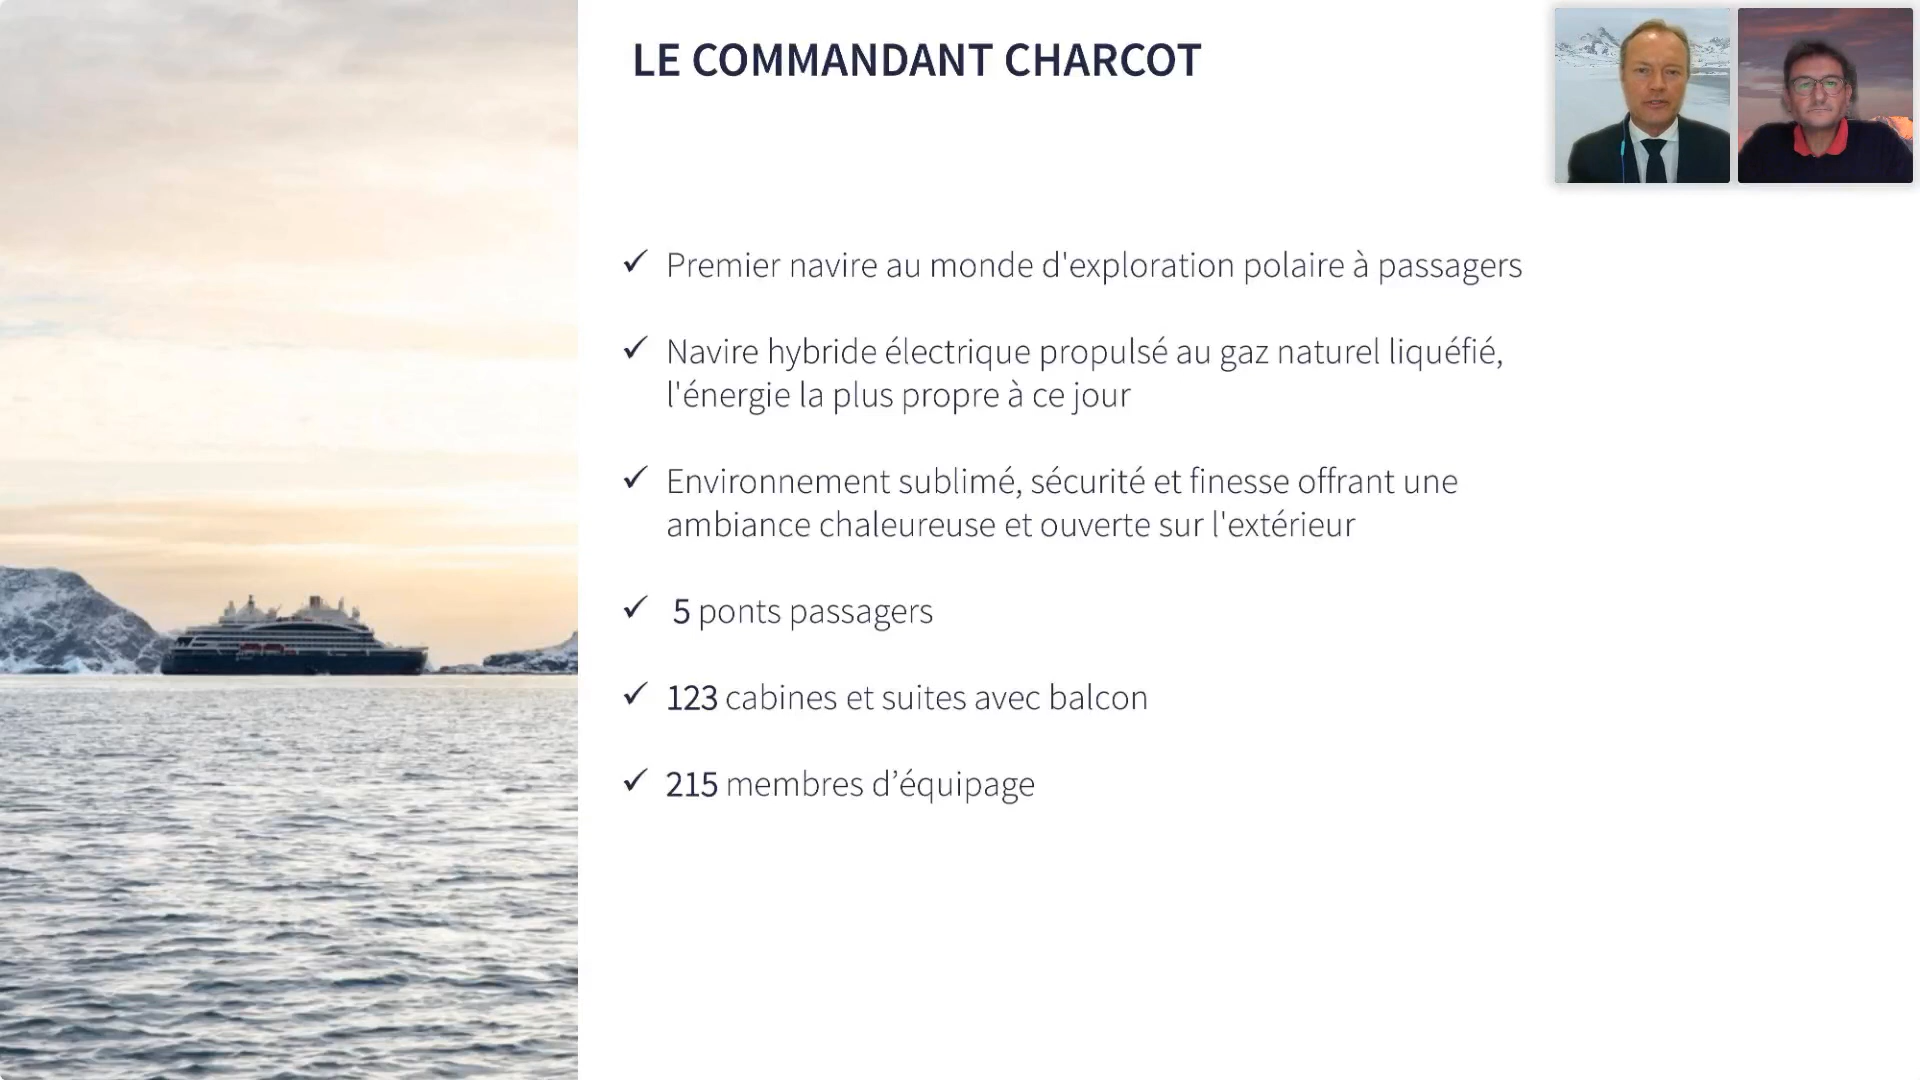 LE COMMANDANT CHARCOT
✓ Premier navire au monde d'exploration polaire à passagers
✓ Navire hybride électrique propulsé au gaz naturel liquéfié,
l'énergie la plus propre à ce jour
✓ Environnement sublimé, sécurité et finesse offrant une
ambiance chaleureuse et ouverte sur l'extérieur
✓ 5 ponts passagers
✓ 123 cabines et suites avec balcon
✓ 215 membres d’équipage